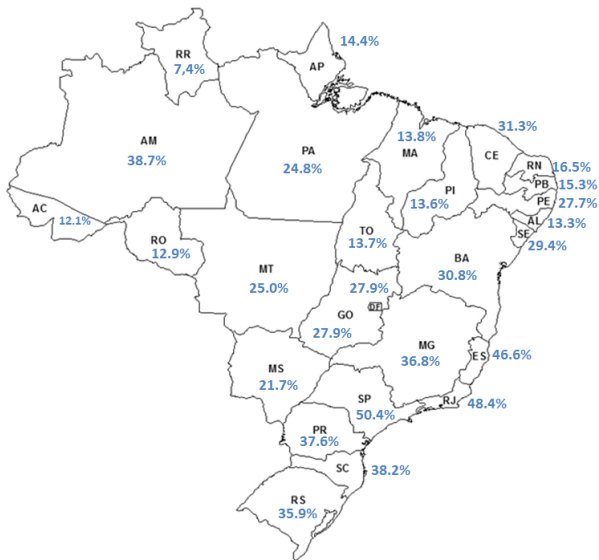 14.4%
RR
7,4%
AP
31.3%
AM
38.7%
PA
24.8%
13.8%
MA
CE
RN
16.5%
PB
15.3%
PI
13.6%
PE
27.7%
AC
12.1%
AL
13.3%
SE
29.4%
RO
12.9%
TO
13.7%
BA
30.8%
MT
25.0%
27.9%
DF
GO
27.9%
MG
36.8%
ES
46.6%
MS
21.7%
SP
50.4%
RJ
48.4%
PR
37.6%
SC
38.2%
RS
35.9%